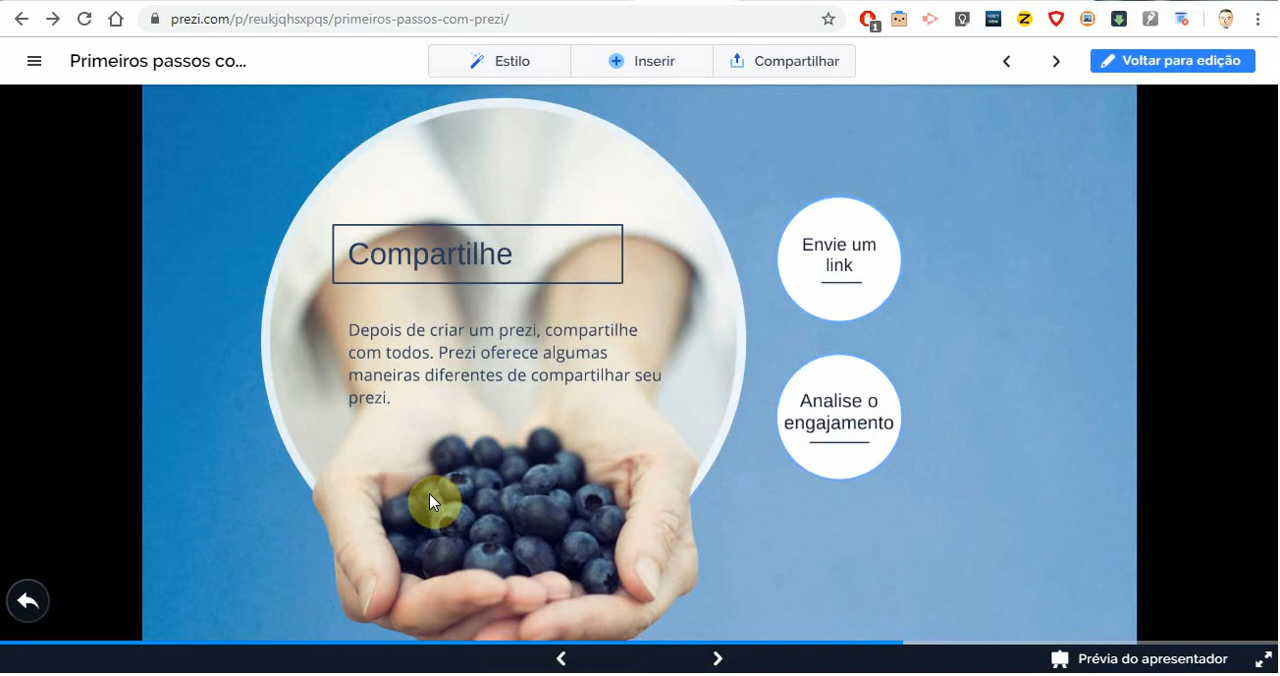 prezi.com/p/reukjqhsxpqs/primeiros-passos-com-prezi/
1
Primeiros passos co...
Estilo
Inserir
Compartilhar
Voltar para edição
Compartilhe
Depois de criar um prezi, compartilhe
com todos. Prezi oferece algumas
maneiras diferentes de compartilhar seu
prezi.
Envie um
link
Analise o
engajamento
Prévia do apresentador